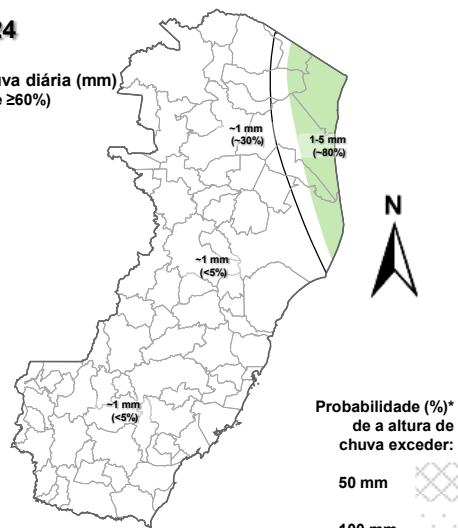 24
uva diária (mm)
e ≥60%)
~1 mm
(~30%)
1-5 mm
(~80%)
~1 mm
(<5%)
N
~1 mm
(<5%)
Probabilidade (%)*
de a altura de
chuva exceder:
50 mm
100 mm